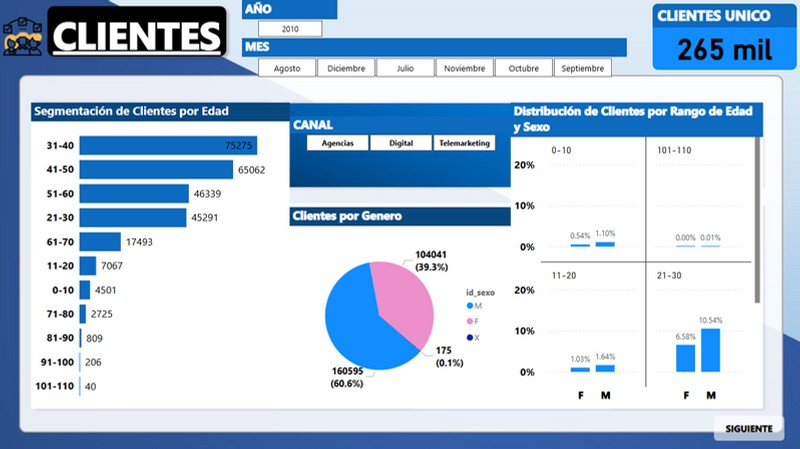 CLIENTES
AÑO
2010
MES
Agosto Diciembre Julio Noviembre Octubre Septiembre
CLIENTES UNICO
265 mil
Segmentación de Clientes por Edad
31-40 75275
41-50 65062
51-60 46339
21-30 45291
61-70 17493
11-20 7067
0-10 4501
71-80 2725
81-90 809
91-100 206
101-110 40
CANAL
Agencias Digital Telemarketing
Clientes por Genero
104041
(39.3%)
id_sexo
M
F
X
175
(0.1%)
160595
(60.6%)
Distribución de Clientes por Rango de Edad
y Sexo
0-10 101-110
20%
10%
0.54% 1.10% 0.00% 0.01%
0%
11-20 21-30
20%
10.54%
10%
6.58%
1.03% 1.64%
0%
F M F M
SIGUIENTE